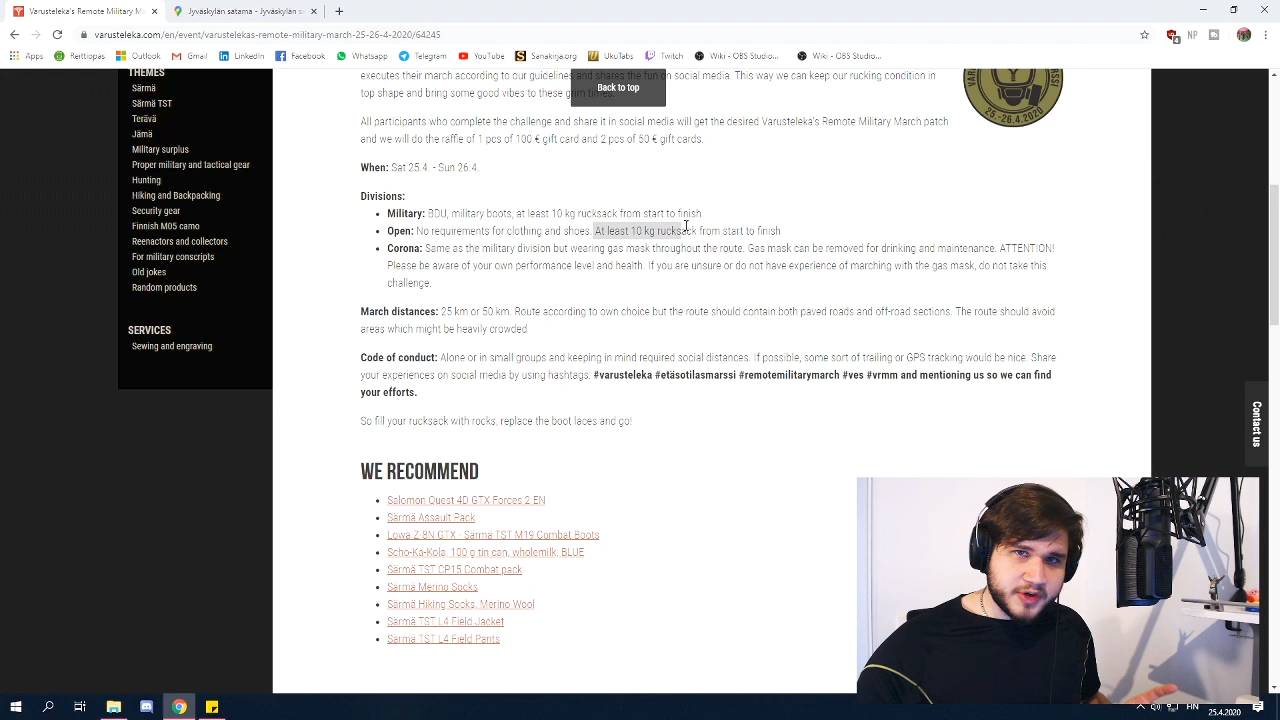 Varusteleka's Remote Military Ma
Jyväskylän satama - Jyväskylän sa
varusteleka.com/en/event/varustelekas-remote-military-march-25-26-4-2020/64245
Apps Reittiopas Outlook Gmail LinkedIn Facebook Whatsapp Telegram YouTube Sanakirja.org UkuTabs Twitch Wiki - OBS Studio... Wiki - OBS Studio...
THEMES
Särmä
Särmä TST
Terävä
Jämä
Military surplus
Proper military and tactical gear
Hunting
Hiking and Backpacking
Security gear
Finnish M05 camo
Reenactors and collectors
For military conscripts
Old jokes
Random products
SERVICES
Sewing and engraving
executes their march according to our guidelines and shares the fun on social media. This way we can keep our rucking condition in
top shape and bring some good vibes to these grim times.
Back to top
All participants who complete the challenge and share it in social media will get the desired Varusteleka's Remote Military March patch
and we will do the raffle of 1 pcs of 100 € gift card and 2 pcs of 50 € gift cards.
25.-26.4.2020
When: Sat 25.4. - Sun 26.4.
Divisions:
Military: BDU, military boots, at least 10 kg rucksack from start to finish
Open: No requirements for clothing and shoes. At least 10 kg rucksack from start to finish
Corona: Same as the military division but wearing gas mask throughout the route. Gas mask can be removed for drinking and maintenance. ATTENTION!
Please be aware of your own performance level and health. If you are unsure or do not have experience of marching with the gas mask, do not take this
challenge.
March distances: 25 km or 50 km. Route according to own choice but the route should contain both paved roads and off-road sections. The route should avoid
areas which might be heavily crowded
Code of conduct: Alone or in small groups and keeping in mind required social distances. If possible, some sort of trailing or GPS tracking would be nice. Share
your experiences on social media by using hashtags. #varusteleka #etäsotilasmarssi #remotemilitarymarch #ves #vrmm and mentioning us so we can find
your efforts.
So fill your rucksack with rocks, replace the boot laces and go!
WE RECOMMEND
Salomon Quest 4D GTX Forces 2 EN
Särmä Assault Pack
Lowa Z-8N GTX - Särmä TST M19 Combat Boots
Scho-Ka-Kola, 100 g tin can, wholemilk, BLUE
Särmä TST CP15 Combat pack
Särmä Merino Socks
Särmä Hiking Socks, Merino Wool
Särmä TST L4 Field Jacket
Särmä TST L4 Field Pants
Contact us
FIN
25.4.2020